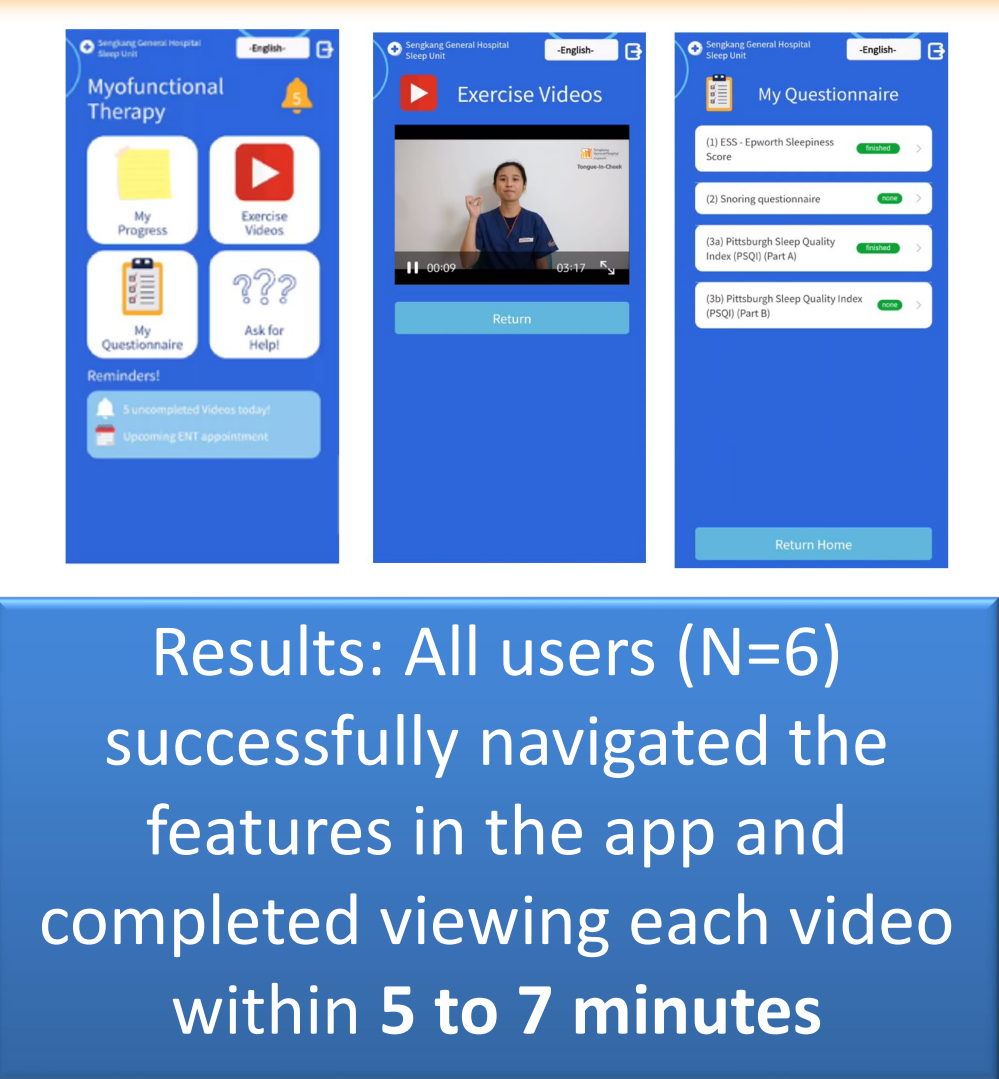 Sengkang General Hospital
Sleep Unit
-English-
Myofunctional
Therapy
5
My
Progress
Exercise
Videos
My
Questionnaire
???
Ask for
Help!
Reminders!
5 uncompleted Videos today!
Upcoming ENT appointment
Sengkang General Hospital
Sleep Unit
-English-
Exercise Videos
Sengkang
General Hospital
Tongue-In-Cheek
00:09
03:17
Return
Sengkang General Hospital
Sleep Unit
-English-
My Questionnaire
(1) ESS - Epworth Sleepiness
Score
finished
(2) Snoring questionnaire
none
(3a) Pittsburgh Sleep Quality
Index (PSQI) (Part A)
finished
(3b) Pittsburgh Sleep Quality Index
(PSQI) (Part B)
none
Return Home
Results: All users (N=6)
successfully navigated the
features in the app and
completed viewing each video
within 5 to 7 minutes